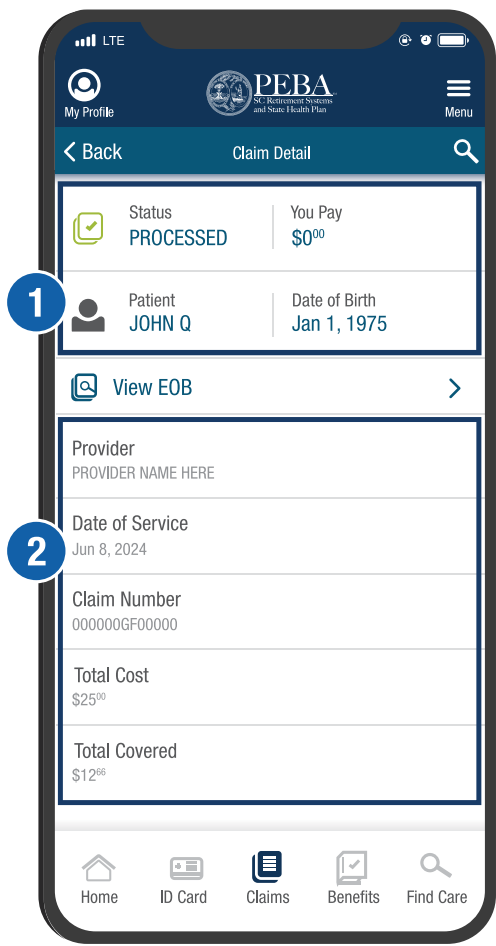 LTE
My Profile
PEBA
SC Retirement Systems
and State Health Plan
Menu
Back
Claim Detail
1
Status
PROCESSED
You Pay
$0⁰⁰
Patient
JOHN Q
Date of Birth
Jan 1, 1975
View EOB
2
Provider
PROVIDER NAME HERE
Date of Service
Jun 8, 2024
Claim Number
000000GF00000
Total Cost
$25⁰⁰
Total Covered
$12⁶⁶
Home
ID Card
Claims
Benefits
Find Care